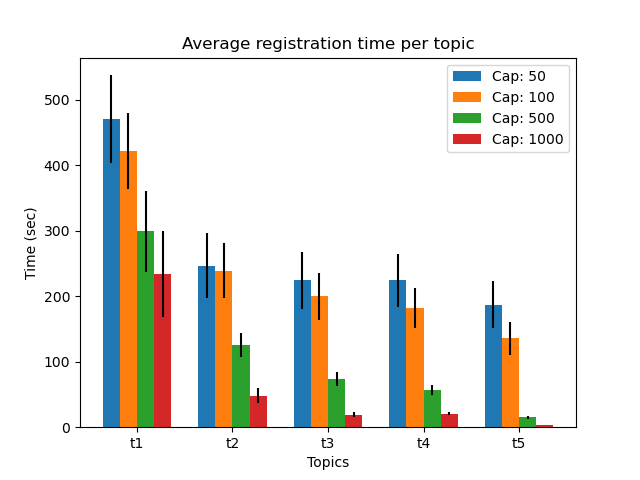 Average registration time per topic
Cap: 50
Cap: 100
Cap: 500
Cap: 1000
Time (sec)
500
400
300
200
100
0
t1 t2 t3 t4 t5
Topics